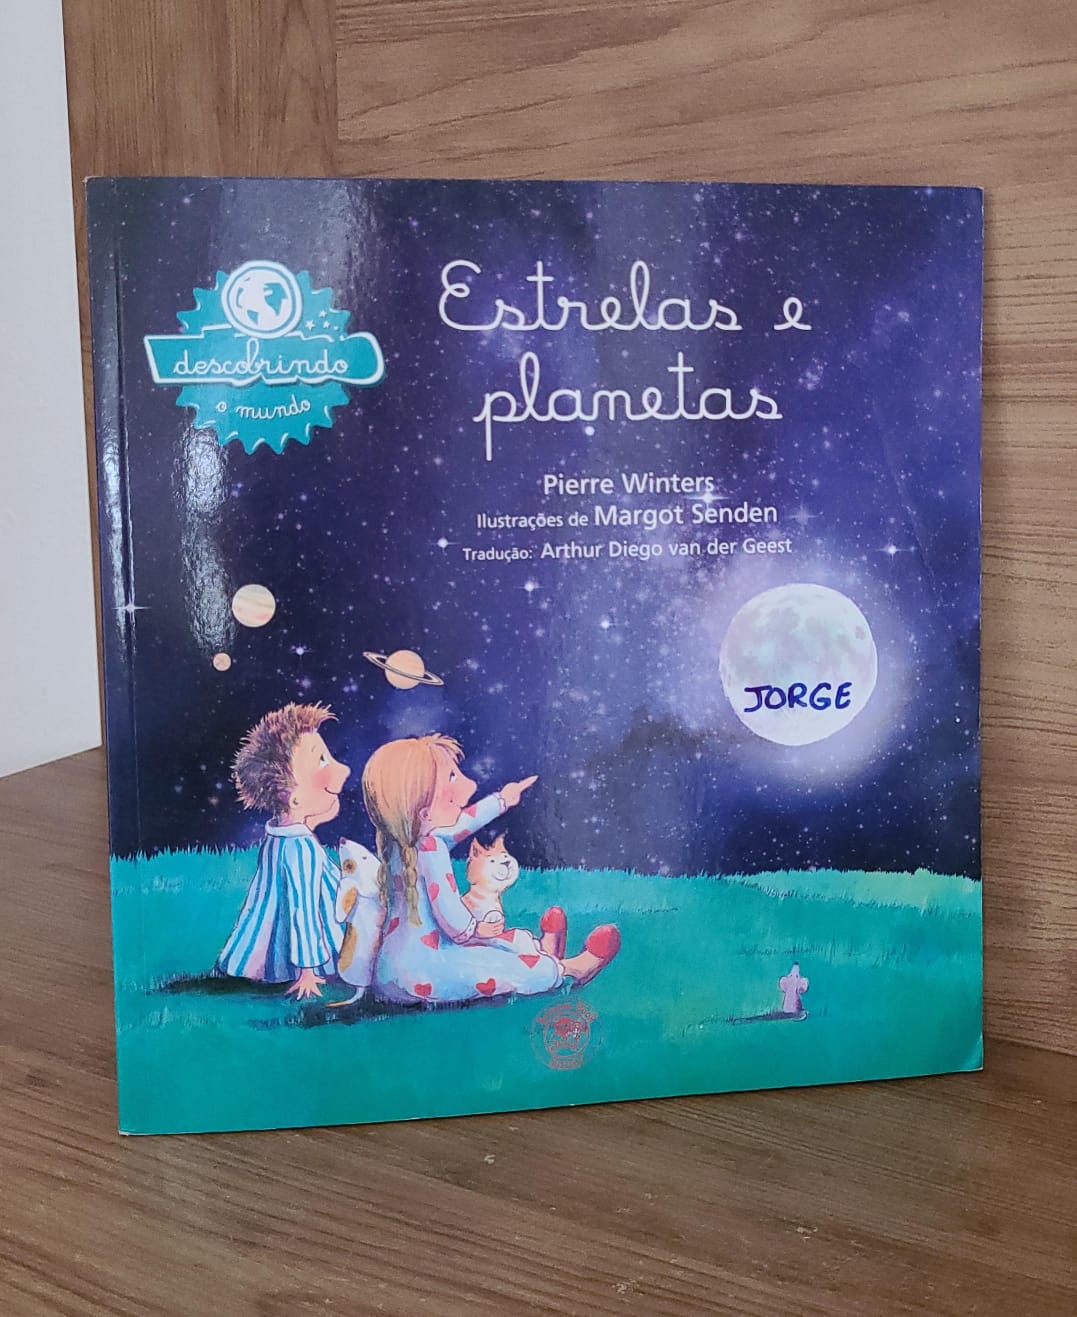 descobrindo
o mundo
Estrelas e
planetas
Pierre Winters
Ilustrações de Margot Senden
Tradução: Arthur Diego van der Geest
JORGE